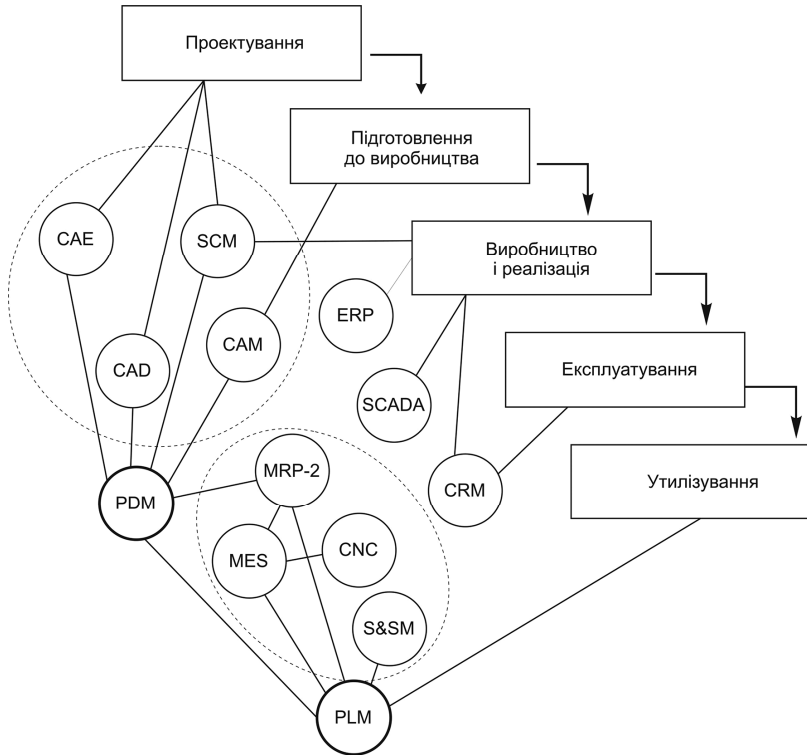 Проектування
Підготовлення
до виробництва
Виробництво
і реалізація
Експлуатування
Утилізування
CAE
SCM
ERP
CAM
CAD
SCADA
MRP-2
CRM
PDM
MES
CNC
S&SM
PLM